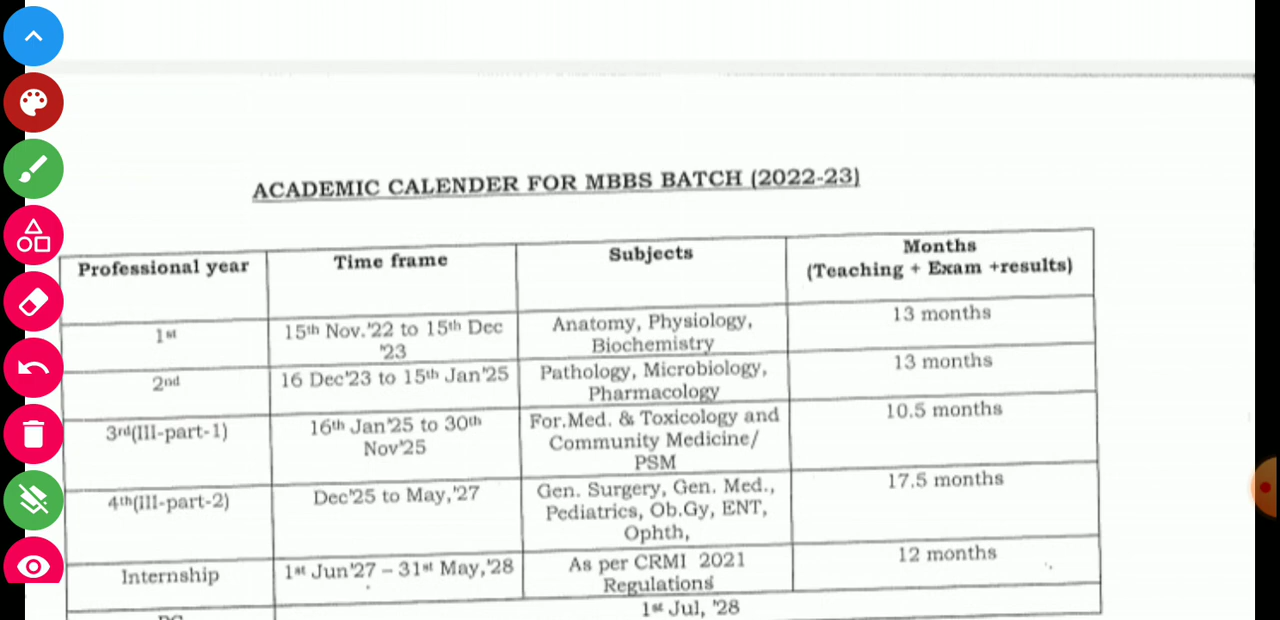 ACADEMIC CALENDER FOR MBBS BATCH (2022-23)
Professional year
Time frame
Subjects
Months
(Teaching + Exam +results)
1st
15th Nov.'22 to 15th Dec
'23
Anatomy, Physiology,
Biochemistry
13 months
2nd
16 Dec'23 to 15th Jan'25
Pathology, Microbiology,
Pharmacology
13 months
3rd(III-part-1)
16th Jan'25 to 30th
Nov'25
For.Med. & Toxicology and
Community Medicine/
PSM
10.5 months
4th(III-part-2)
Dec'25 to May,'27
Gen. Surgery, Gen. Med.,
Pediatrics, Ob.Gy, ENT,
Ophth,
17.5 months
Internship
1st Jun'27 – 31st May,'28
As per CRMI 2021
Regulations
12 months
1st Jul, '28